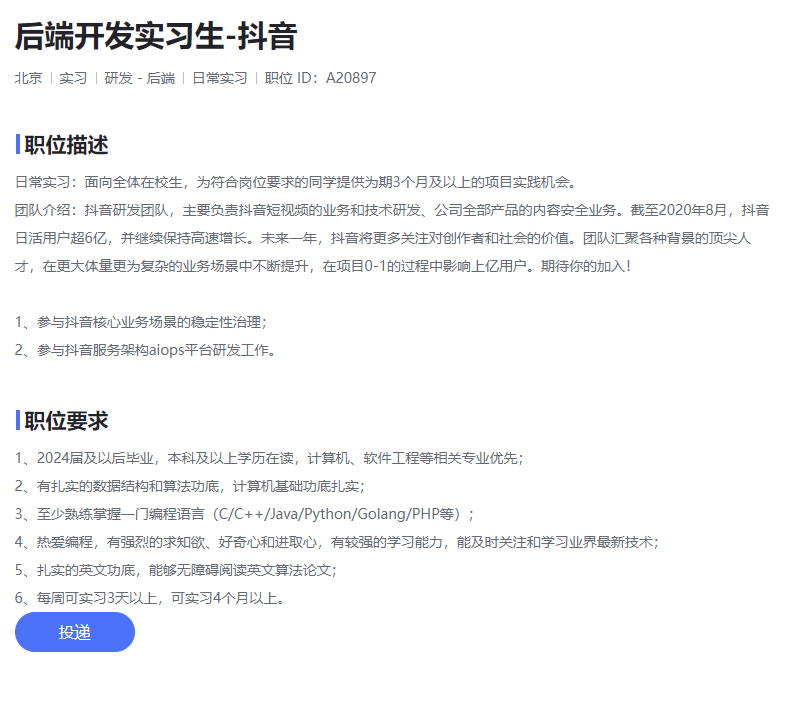 后端开发实习生-抖音
北京 | 实习 | 研发 - 后端 | 日常实习 | 职位 ID：A20897
职位描述
日常实习：面向全体在校生，为符合岗位要求的同学提供为期3个月及以上的项目实践机会。
团队介绍：抖音研发团队，主要负责抖音短视频的业务和技术研发、公司全部产品的内容安全业务。截至2020年8月，抖音
日活用户超6亿，并继续保持高速增长。未来一年，抖音将更多关注对创作者和社会的价值。团队汇聚各种背景的顶尖人
才，在更大体量更为复杂的业务场景中不断提升，在项目0-1的过程中影响上亿用户。期待你的加入！
1、参与抖音核心业务场景的稳定性治理；
2、参与抖音服务架构aiops平台研发工作。
职位要求
1、2024届及以后毕业，本科及以上学历在读，计算机、软件工程等相关专业优先；
2、有扎实的数据结构和算法功底，计算机基础功底扎实；
3、至少熟练掌握一门编程语言（C/C++/Java/Python/Golang/PHP等）；
4、热爱编程，有强烈的求知欲、好奇心和进取心，有较强的学习能力，能及时关注和学习业界最新技术；
5、扎实的英文功底，能够无障碍阅读英文算法论文；
6、每周可实习3天以上，可实习4个月以上。
投递